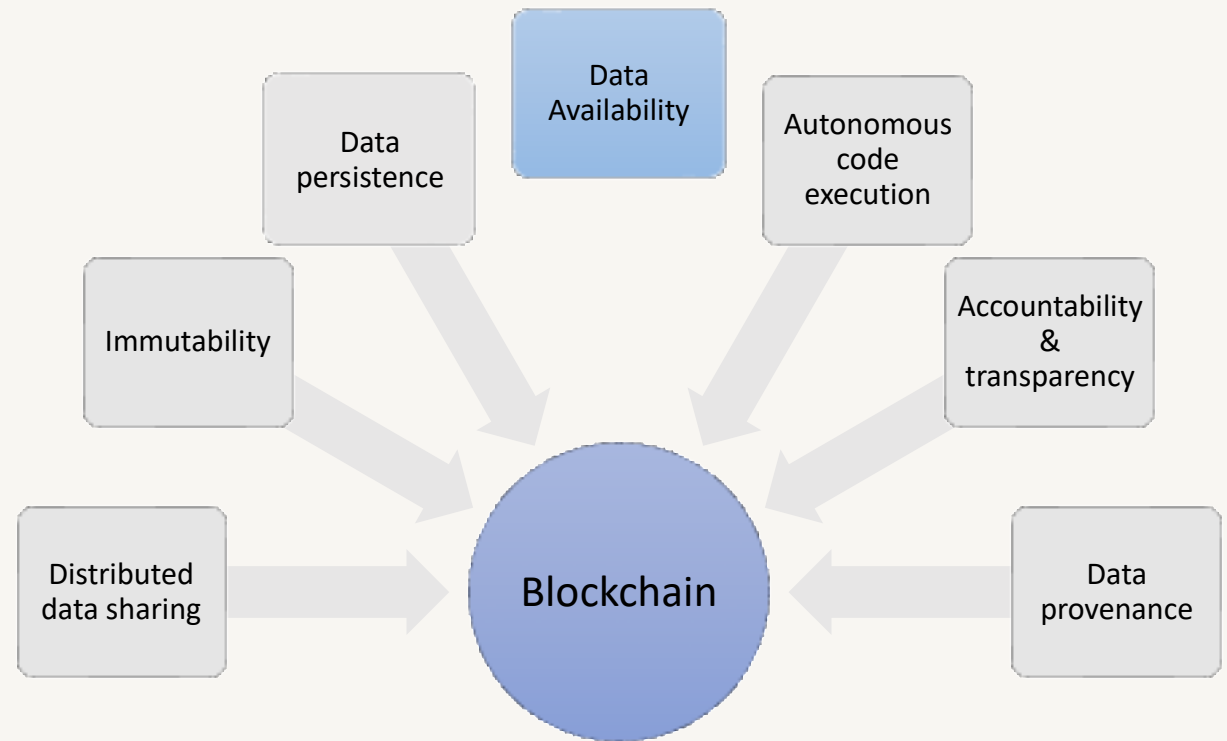 Data
Availability
Data
persistence
Autonomous
code
execution
Immutability
Accountability
&
transparency
Distributed
data sharing
Blockchain
Data
provenance